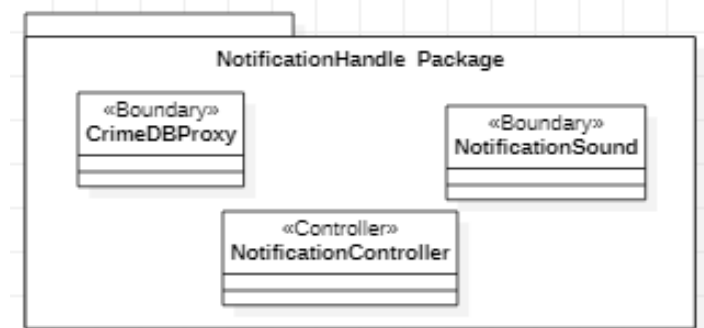 NotificationHandle Package
«Boundary»
CrimeDBProxy
«Boundary»
NotificationSound
«Controller»
NotificationController